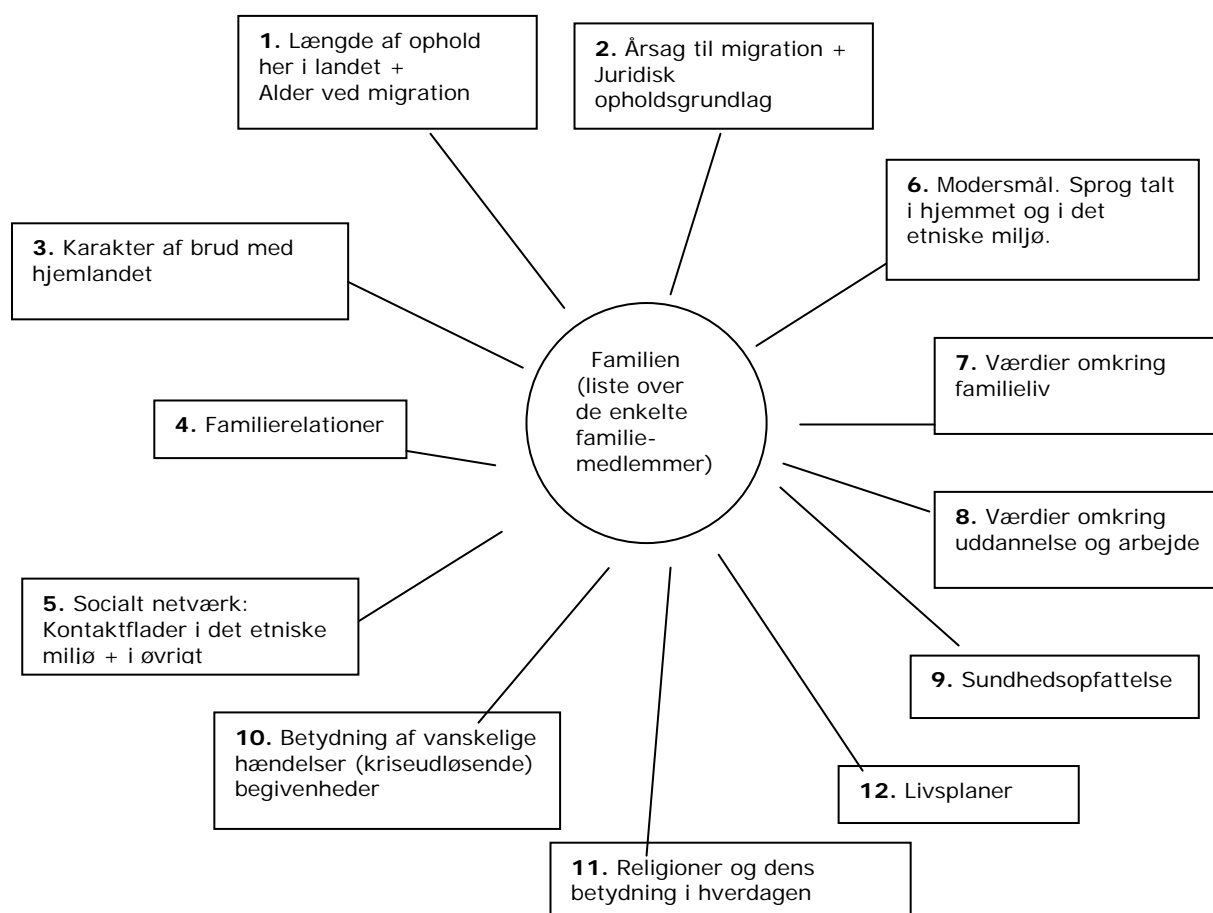 1. Længde af ophold
her i landet +
Alder ved migration
2. Årsag til migration +
Juridisk
opholdsgrundlag
6. Modersmål. Sprog talt
i hjemmet og i det
etniske miljø.
3. Karakter af brud med
hjemlandet
Familien
(liste over
de enkelte
familie-
medlemmer)
7. Værdier omkring
familieliv
4. Familierelationer
8. Værdier omkring
uddannelse og arbejde
5. Socialt netværk:
Kontaktflader i det etniske
miljø + i øvrigt
9. Sundhedsopfattelse
10. Betydning af vanskelige
hændelser (kriseudløsende)
begivenheder
12. Livsplaner
11. Religioner og dens
betydning i hverdagen